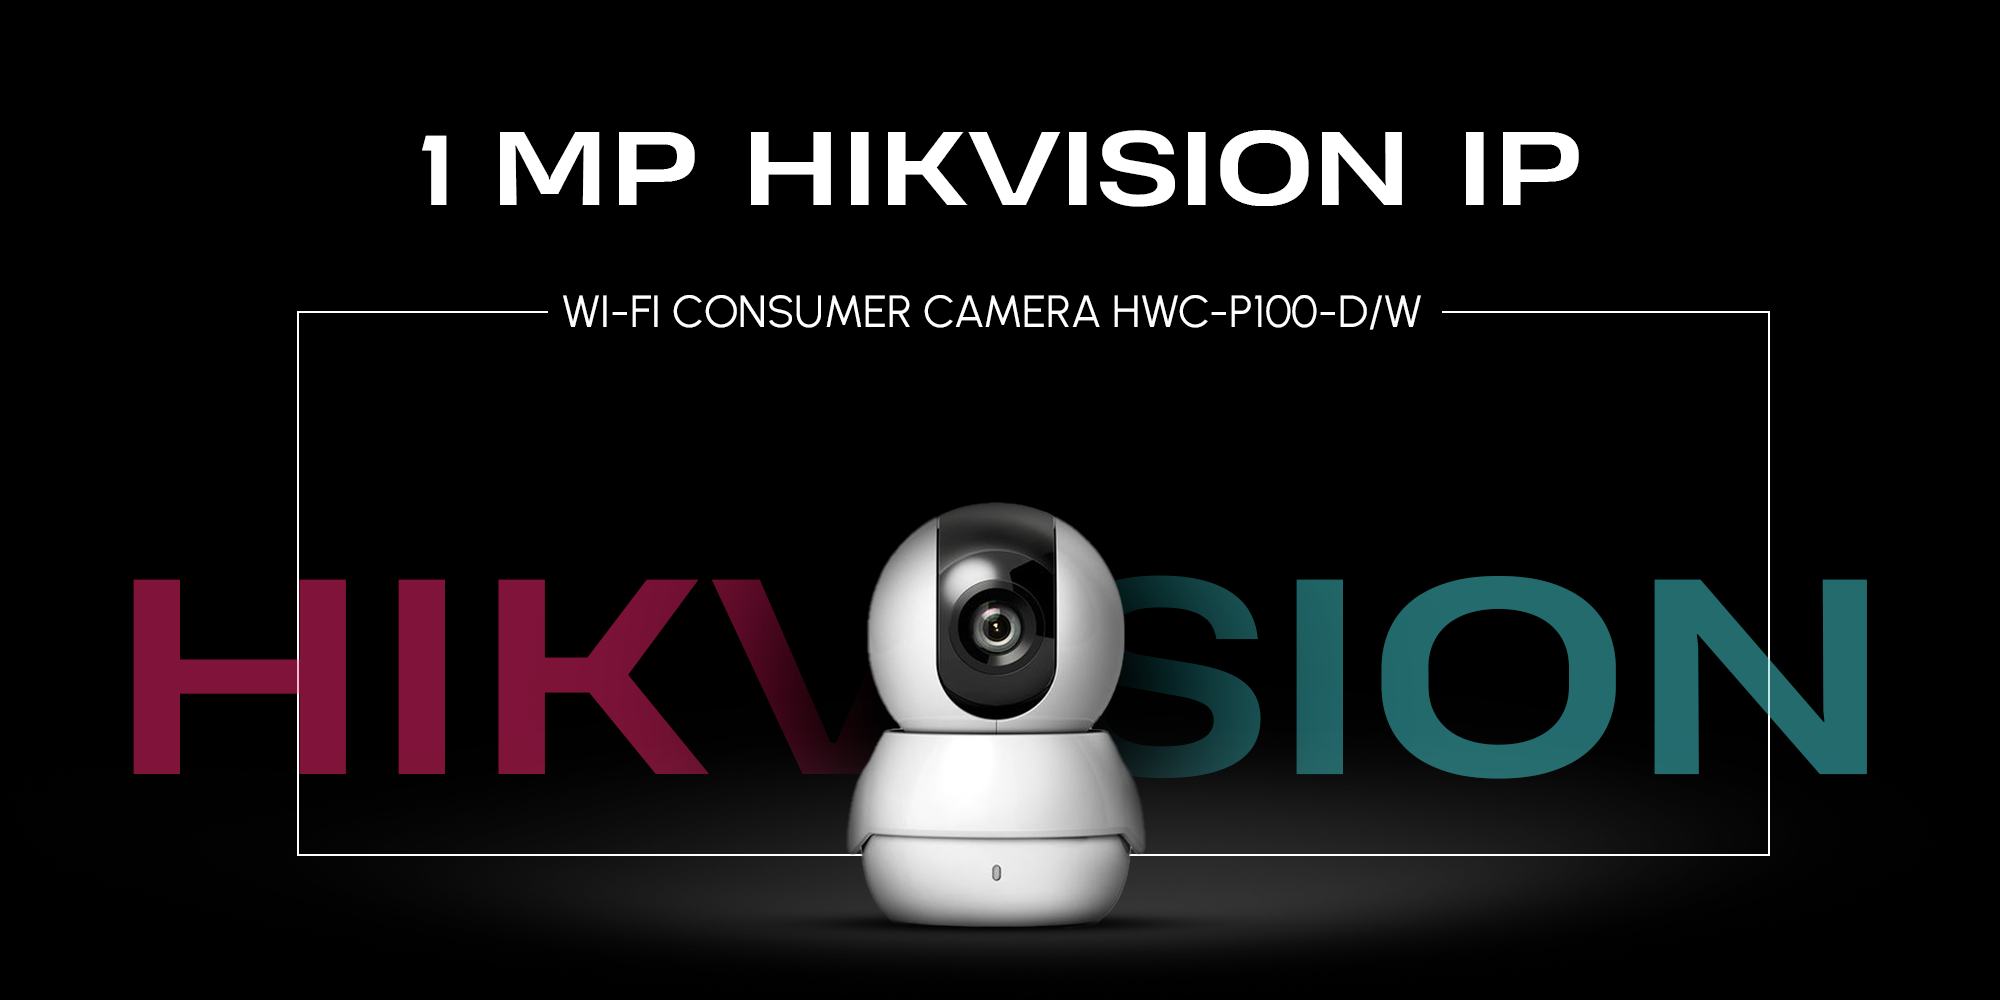 1 MP HIKVISION IP
WI-FI CONSUMER CAMERA HWC-P100-D/W
HIKVISION